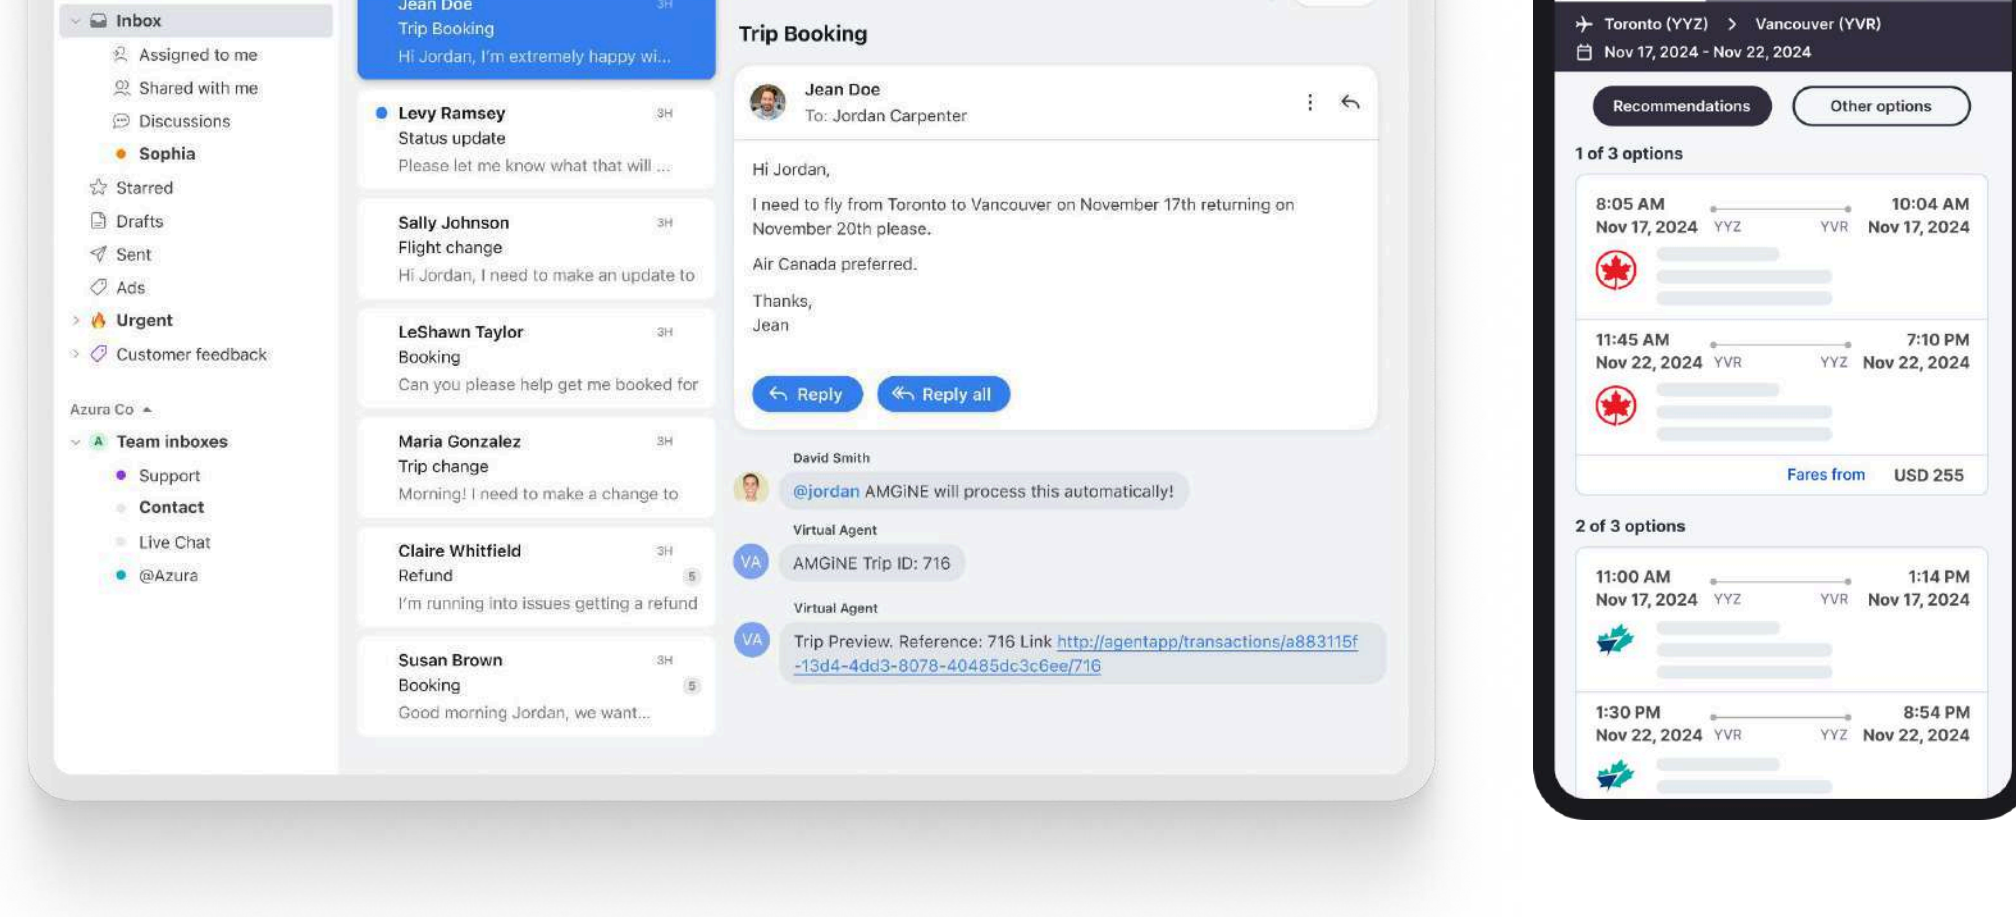 Inbox
Assigned to me
Shared with me
Discussions
Sophia
Starred
Drafts
Sent
Ads
Urgent
Customer feedback
Azura Co
A Team inboxes
Support
Contact
Live Chat
@Azura
Jean Doe 3H
Trip Booking
Hi Jordan, I'm extremely happy wi...
Levy Ramsey 3H
Status update
Please let me know what that will ...
Sally Johnson 3H
Flight change
Hi Jordan, I need to make an update to
LeShawn Taylor 3H
Booking
Can you please help get me booked for
Maria Gonzalez 3H
Trip change
Morning! I need to make a change to
Claire Whitfield 3H
Refund 5
I'm running into issues getting a refund
Susan Brown 3H
Booking 5
Good morning Jordan, we want...
Trip Booking
Jean Doe
To: Jordan Carpenter
Hi Jordan,
I need to fly from Toronto to Vancouver on November 17th returning on
November 20th please.
Air Canada preferred.
Thanks,
Jean
Reply Reply all
David Smith
@jordan AMGiNE will process this automatically!
Virtual Agent
VA AMGiNE Trip ID: 716
Virtual Agent
VA Trip Preview. Reference: 716 Link http://agentapp/transactions/a883115f
-13d4-4dd3-8078-40485dc3c6ee/716
Toronto (YYZ) > Vancouver (YVR)
Nov 17, 2024 - Nov 22, 2024
Recommendations Other options
1 of 3 options
8:05 AM 10:04 AM
Nov 17, 2024 YYZ YVR Nov 17, 2024
11:45 AM 7:10 PM
Nov 22, 2024 YVR YYZ Nov 22, 2024
Fares from USD 255
2 of 3 options
11:00 AM 1:14 PM
Nov 17, 2024 YYZ YVR Nov 17, 2024
1:30 PM 8:54 PM
Nov 22, 2024 YVR YYZ Nov 22, 2024